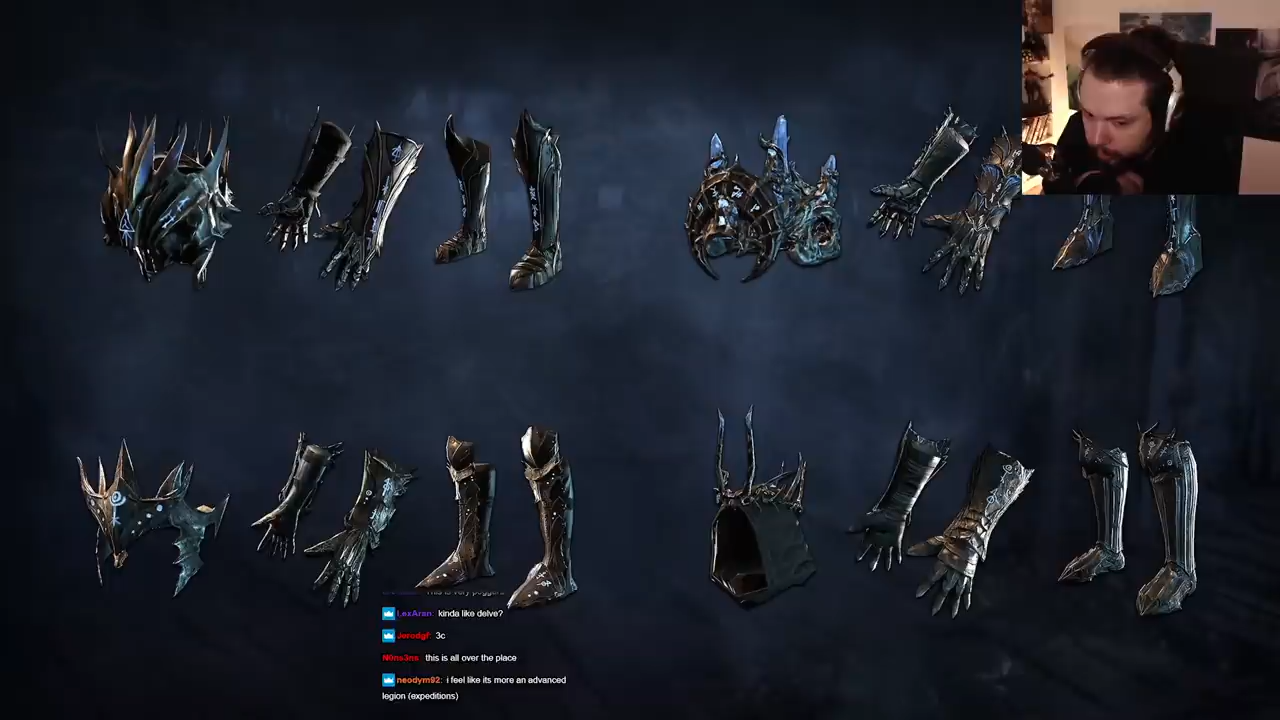 LexAran: kinda like delve?
Jerodgf: 3c
N0ns3ns: this is all over the place
neodym92: i feel like its more an advanced
legion (expeditions)